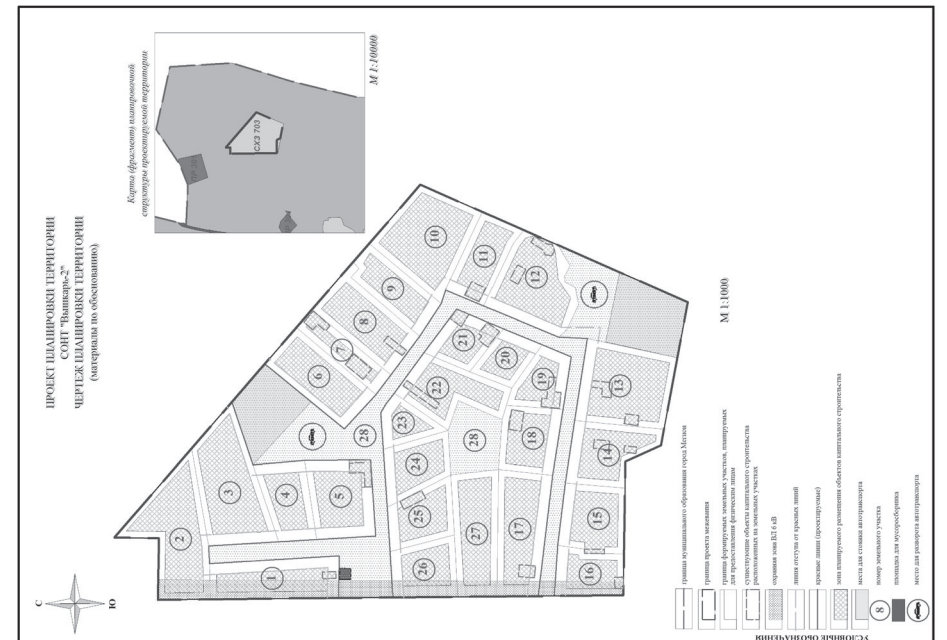 ПРОЕКТ ПЛАНИРОВКИ ТЕРРИТОРИИ
СОНТ "Вышкарь-2"
ЧЕРТЕЖ ПЛАНИРОВКИ ТЕРРИТОРИИ
(материалы по обоснованию)
Карта (фрагмент) планировочной
структуры проектируемой территории
СХЗ 703
М 1:10000
С
Ю
1
2
3
4
5
6
7
8
9
10
11
12
28
21
20
22
19
23
28
18
24
25
27
17
26
13
14
15
16
М 1:1000
УСЛОВНЫЕ ОБОЗНАЧЕНИЯ
граница муниципального образования город Мегион
граница проекта межевания
граница формируемых земельных участков, планируемых
для предоставления физическим лицам
существующие объекты капитального строительства
расположенных на земельных участках
охранная зона ВЛ 6 кВ
линия отступа от красных линий
красные линии (проектируемые)
зона планируемого размещения объектов капитального строительства
места для стоянки автотранспорта
8 номер земельного участка
площадка для мусоросборника
место для разворота автотранспорта